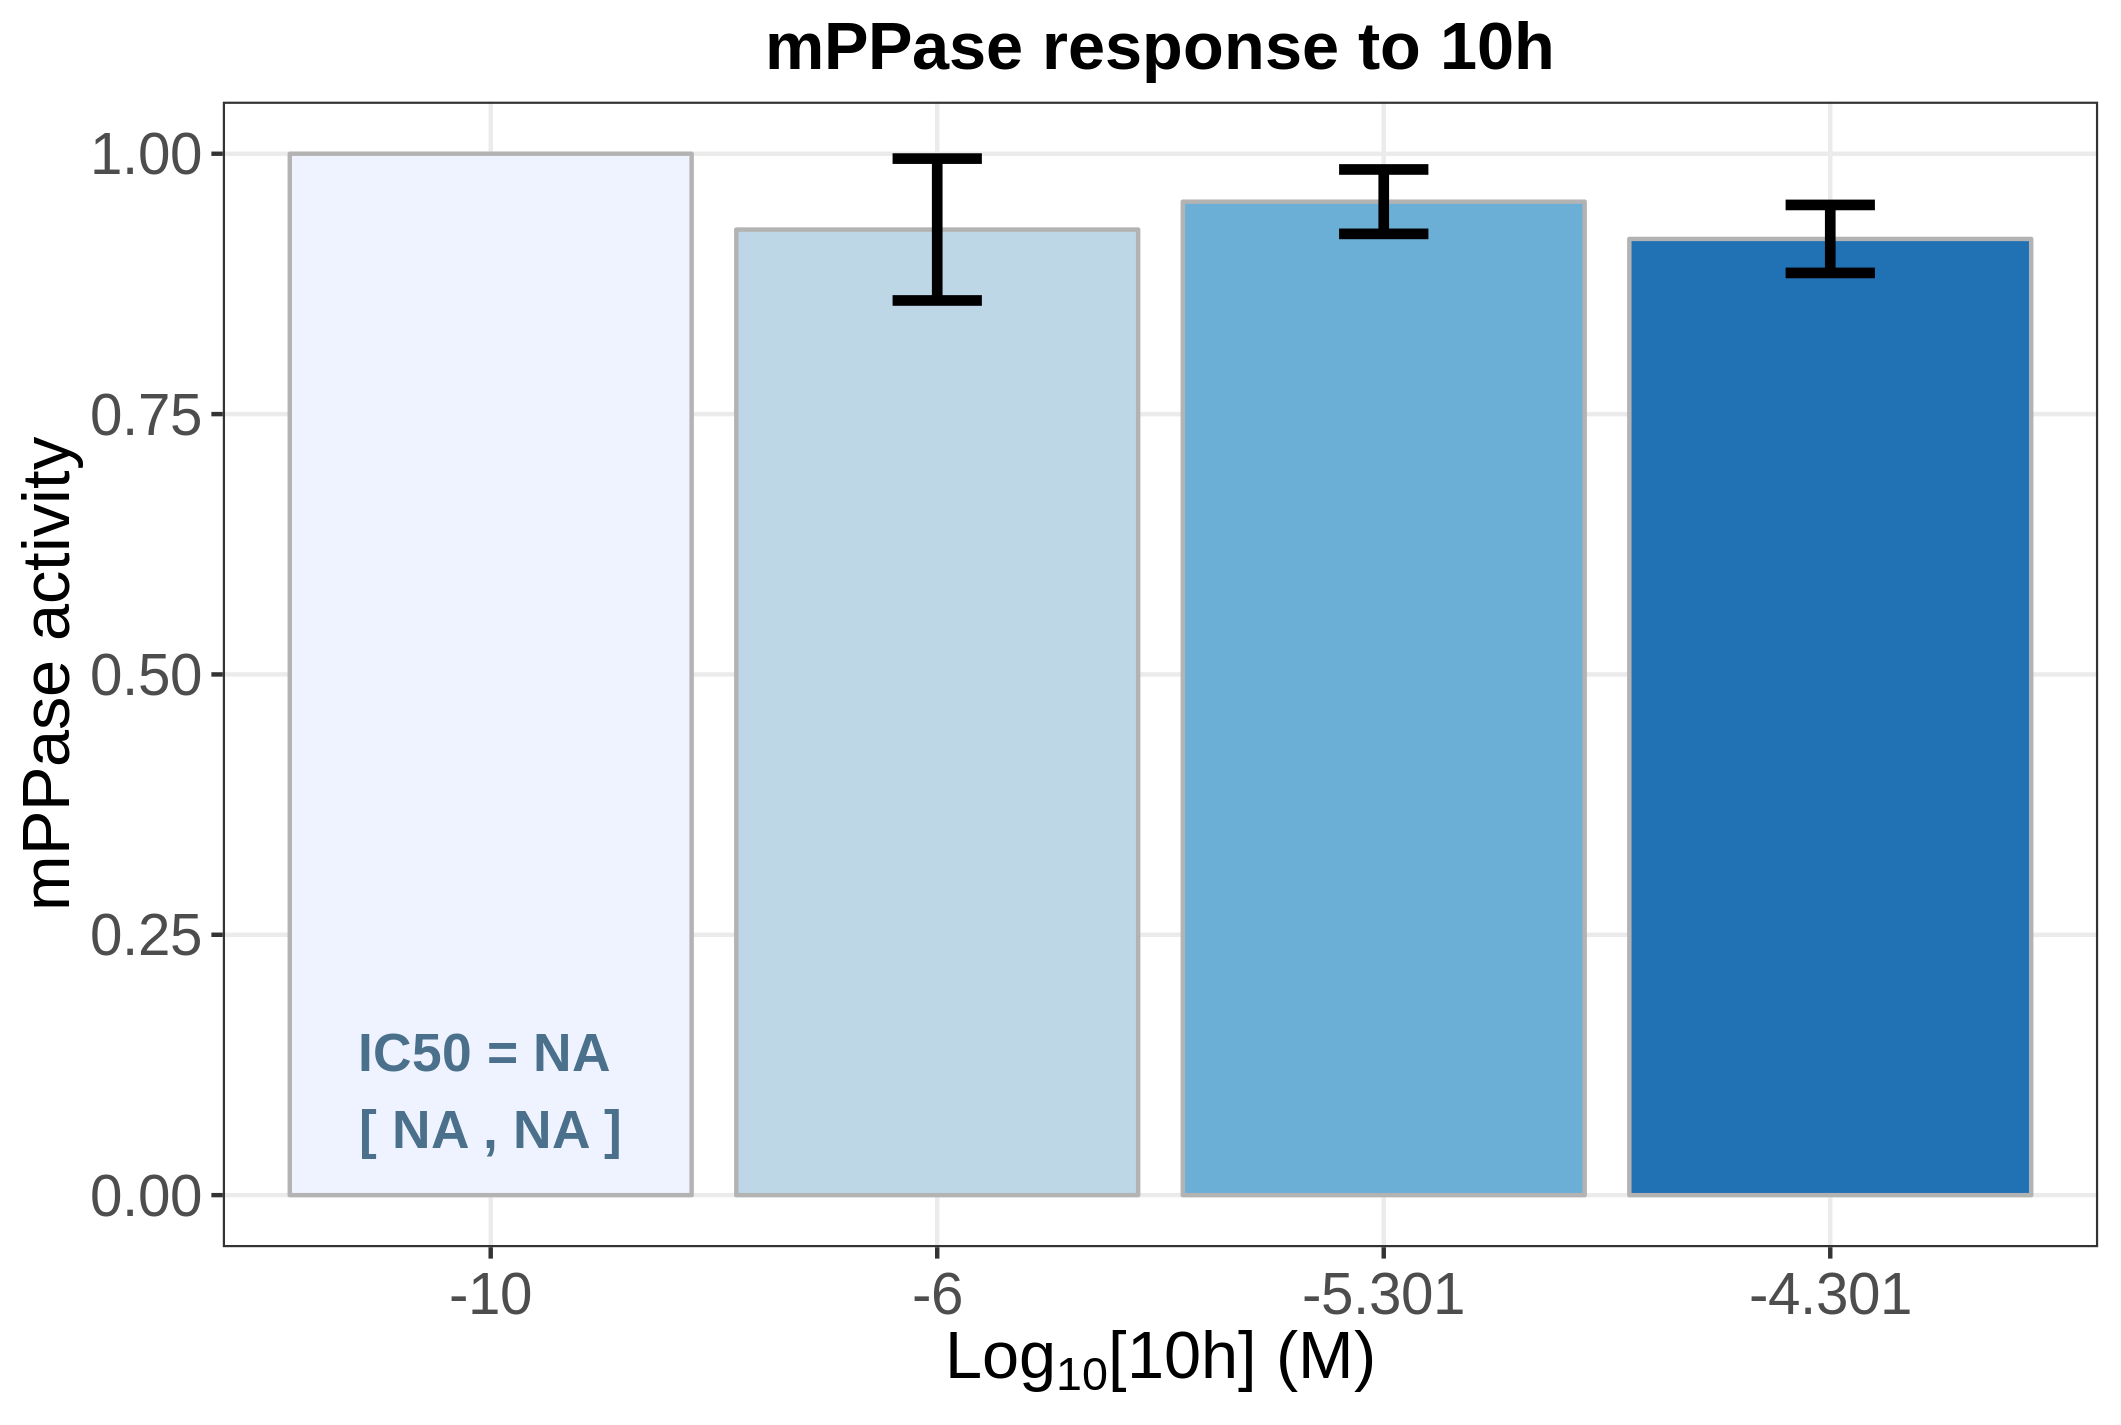 mPPase response to 10h
mPPase activity
1.00
0.75
0.50
0.25
0.00
IC50 = NA
[ NA , NA ]
-10
-6
-5.301
-4.301
Log₁₀[10h] (M)